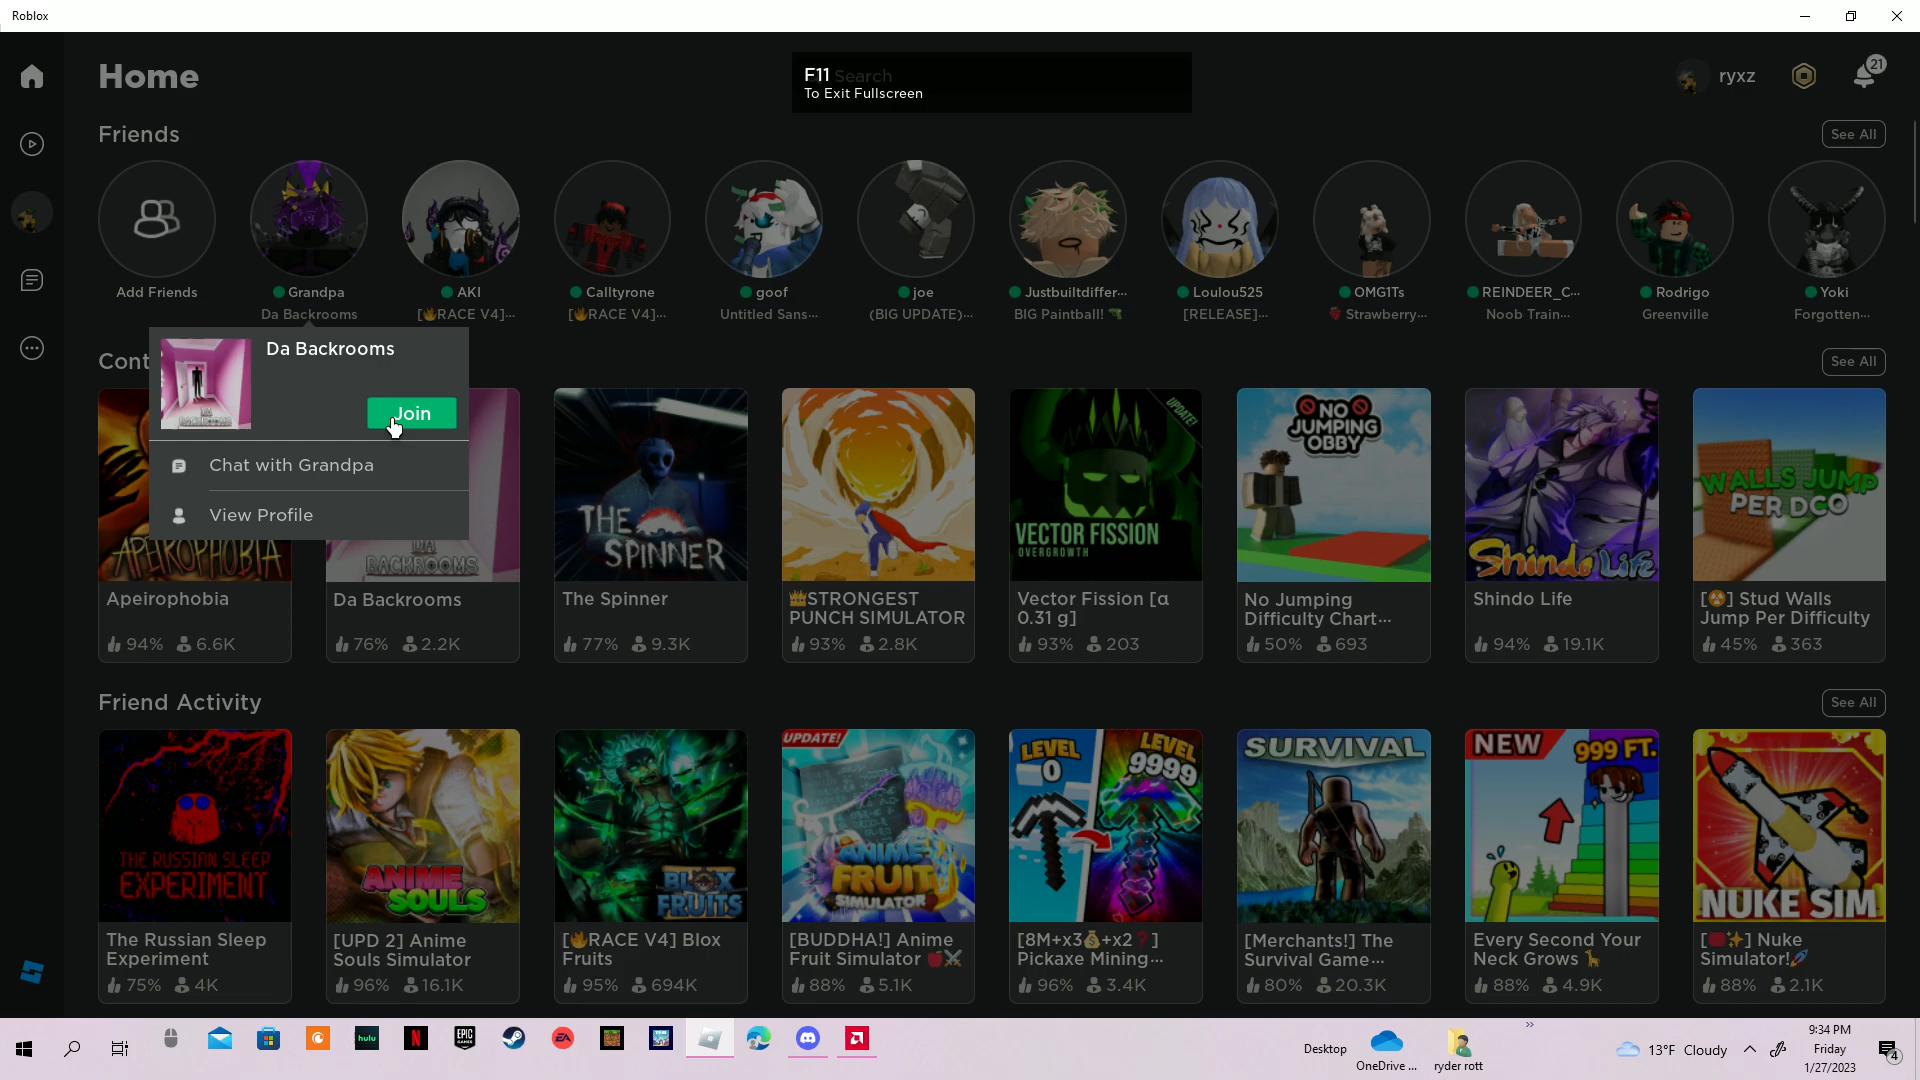 Roblox
Home
F11 Search
To Exit Fullscreen
ryxz
21
Friends
See All
Add Friends
Grandpa
Da Backrooms
AKI
[🔥RACE V4]...
Calltyrone
[🔥RACE V4]...
goof
Untitled Sans...
joe
(BIG UPDATE)...
Justbuiltdiffer...
BIG Paintball! 🔫
Loulou525
[RELEASE]...
OMG1Ts
🍓 Strawberry...
REINDEER_C...
Noob Train...
Rodrigo
Greenville
Yoki
Forgotten...
Cont
See All
Da Backrooms
DA
BACKROOMS
Join
Chat with Grandpa
View Profile
APEIROPHOBIA
DA
BACKROOMS
THE
SPINNER
UPDATE!
VECTOR FISSION
OVERGROWTH
NO
JUMPING
OBBY
Shindo Life
WALLS JUMP
PER DCO
Apeirophobia
94% 6.6K
Da Backrooms
76% 2.2K
The Spinner
77% 9.3K
👑STRONGEST
PUNCH SIMULATOR
93% 2.8K
Vector Fission [α
0.31 g]
93% 203
No Jumping
Difficulty Chart...
50% 693
Shindo Life
94% 19.1K
[☢] Stud Walls
Jump Per Difficulty
45% 363
Friend Activity
See All
THE RUSSIAN SLEEP
EXPERIMENT
ANIME
SOULS
BLOX
FRUITS
UPDATE!
ANIME
FRUIT
SIMULATOR
LEVEL
0
LEVEL
9999
SURVIVAL
NEW
999 FT.
NUKE SIM
The Russian Sleep
Experiment
75% 4K
[UPD 2] Anime
Souls Simulator
96% 16.1K
[🔥RACE V4] Blox
Fruits
95% 694K
[BUDDHA!] Anime
Fruit Simulator 🍎⚔
88% 5.1K
[8M+x3💰+x2❓]
Pickaxe Mining...
96% 3.4K
[Merchants!] The
Survival Game...
80% 20.3K
Every Second Your
Neck Grows 🦒
88% 4.9K
[🟥✨] Nuke
Simulator!🚀
88% 2.1K
hulu
N
EPIC
GAMES
EA
Desktop
OneDrive ...
ryder rott
13°F Cloudy
9:34 PM
Friday
1/27/2023
4